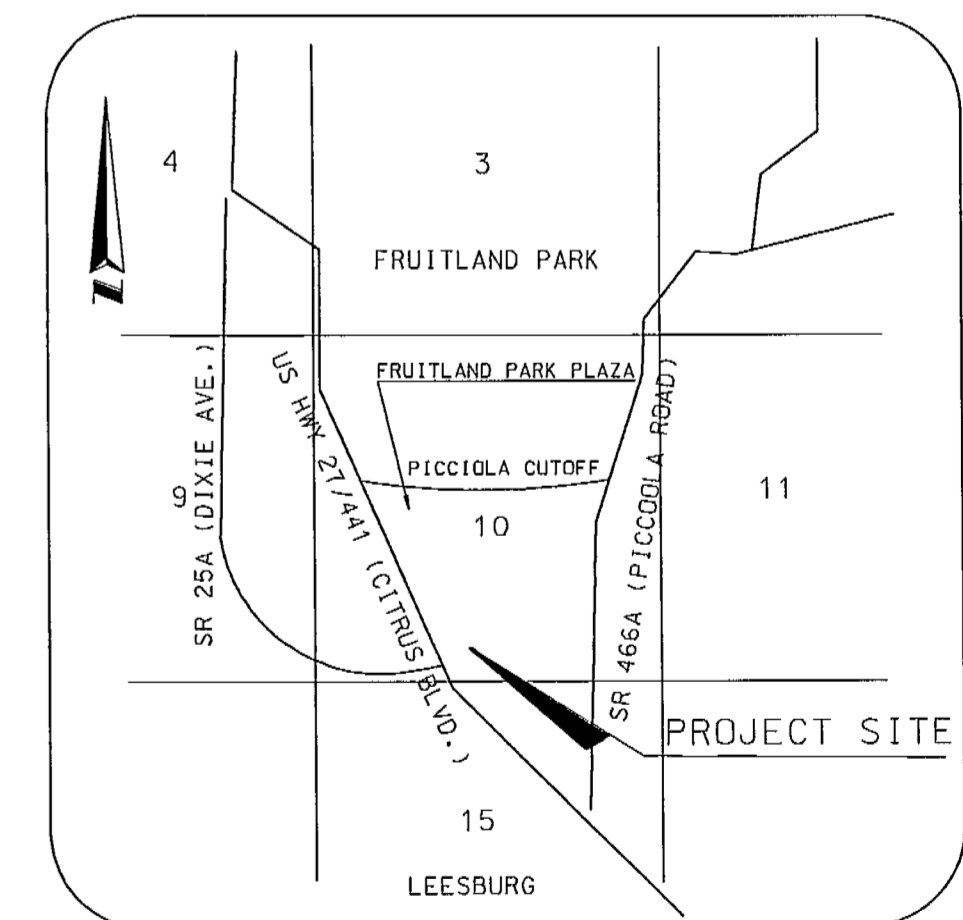 4
3
FRUITLAND PARK
N
SR 25A (DIXIE AVE.)
US HWY 27/441 (CITRUS BLVD.)
FRUITLAND PARK PLAZA
PICCIOLA CUTOFF
SR 466A (PICCOOLA ROAD)
9
10
11
PROJECT SITE
15
LEESBURG